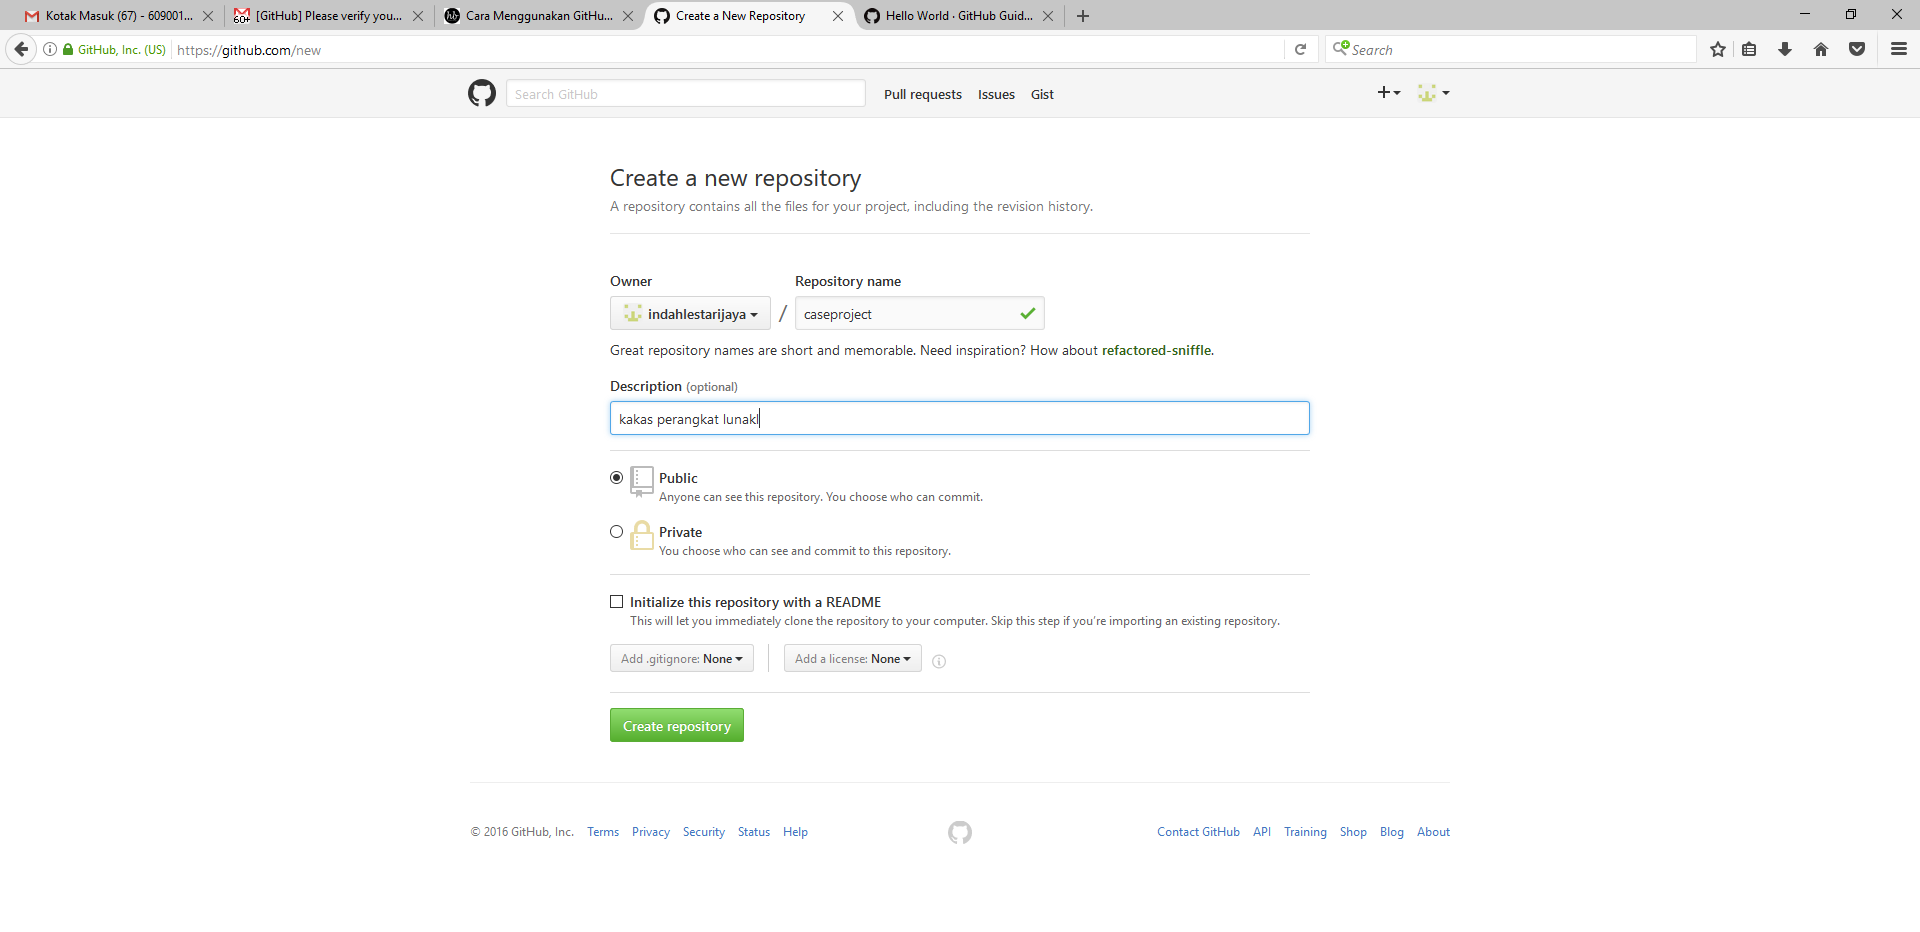 Kotak Masuk (67) - 609001...
60+ [GitHub] Please verify you...
hb Cara Menggunakan GitHu...
Create a New Repository
Hello World · GitHub Guid...
GitHub, Inc. (US) https://github.com/new
Search
Search GitHub
Pull requests Issues Gist
Create a new repository
A repository contains all the files for your project, including the revision history.
Owner Repository name
indahlestarijaya / caseproject
Great repository names are short and memorable. Need inspiration? How about refactored-sniffle.
Description (optional)
kakas perangkat lunakl
Public
Anyone can see this repository. You choose who can commit.
Private
You choose who can see and commit to this repository.
Initialize this repository with a README
This will let you immediately clone the repository to your computer. Skip this step if you're importing an existing repository.
Add .gitignore: None Add a license: None
Create repository
© 2016 GitHub, Inc. Terms Privacy Security Status Help
Contact GitHub API Training Shop Blog About